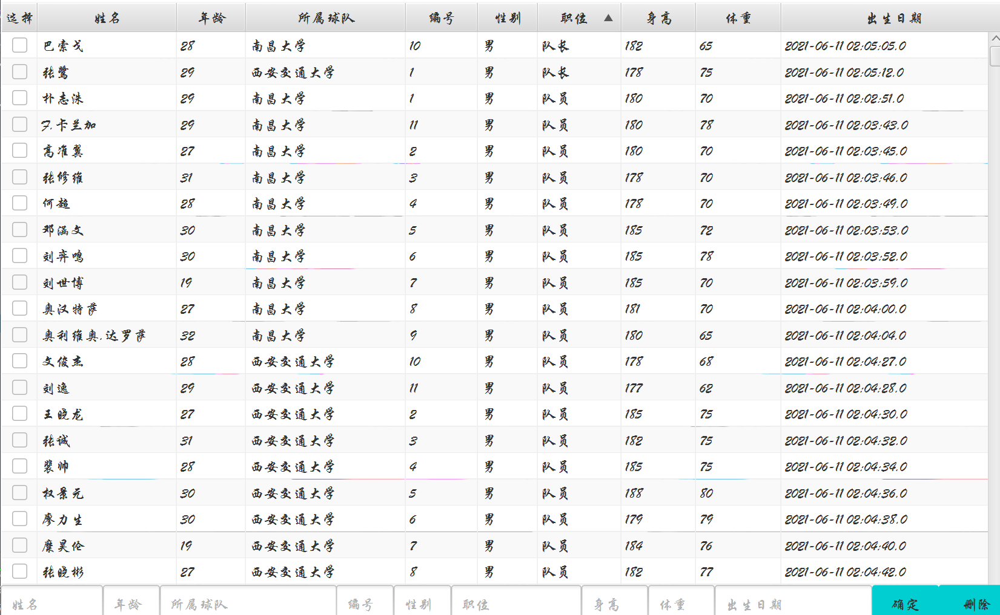 选择 姓名 年龄 所属球队 编号 性别 职位 ▲ 身高 体重 出生日期
巴索戈 28 南昌大学 10 男 队长 182 65 2021-06-11 02:05:05.0
张鹭 29 西安交通大学 1 男 队长 178 75 2021-06-11 02:05:12.0
朴志洙 29 南昌大学 1 男 队员 180 70 2021-06-11 02:02:51.0
F.卡兰加 29 南昌大学 11 男 队员 180 78 2021-06-11 02:03:43.0
高准翼 27 南昌大学 2 男 队员 180 70 2021-06-11 02:03:45.0
张修维 31 南昌大学 3 男 队员 178 70 2021-06-11 02:03:46.0
何超 28 南昌大学 4 男 队员 178 70 2021-06-11 02:03:49.0
邓涵文 30 南昌大学 5 男 队员 185 72 2021-06-11 02:03:53.0
刘弈鸣 30 南昌大学 6 男 队员 185 78 2021-06-11 02:03:52.0
刘世博 19 南昌大学 7 男 队员 185 70 2021-06-11 02:03:59.0
奥汉特萨 27 南昌大学 8 男 队员 181 70 2021-06-11 02:04:00.0
奥利维奥.达罗萨 32 南昌大学 9 男 队员 180 65 2021-06-11 02:04:04.0
文俊杰 28 西安交通大学 10 男 队员 178 68 2021-06-11 02:04:27.0
刘逸 29 西安交通大学 11 男 队员 177 62 2021-06-11 02:04:28.0
王晓龙 27 西安交通大学 2 男 队员 185 75 2021-06-11 02:04:30.0
张诚 31 西安交通大学 3 男 队员 182 75 2021-06-11 02:04:32.0
裴帅 28 西安交通大学 4 男 队员 185 75 2021-06-11 02:04:34.0
权景元 30 西安交通大学 5 男 队员 188 80 2021-06-11 02:04:36.0
廖力生 30 西安交通大学 6 男 队员 179 79 2021-06-11 02:04:38.0
糜昊伦 19 西安交通大学 7 男 队员 184 76 2021-06-11 02:04:40.0
张晓彬 27 西安交通大学 8 男 队员 182 77 2021-06-11 02:04:42.0
姓名 年龄 所属球队 编号 性别 职位 身高 体重 出生日期 确定 删除